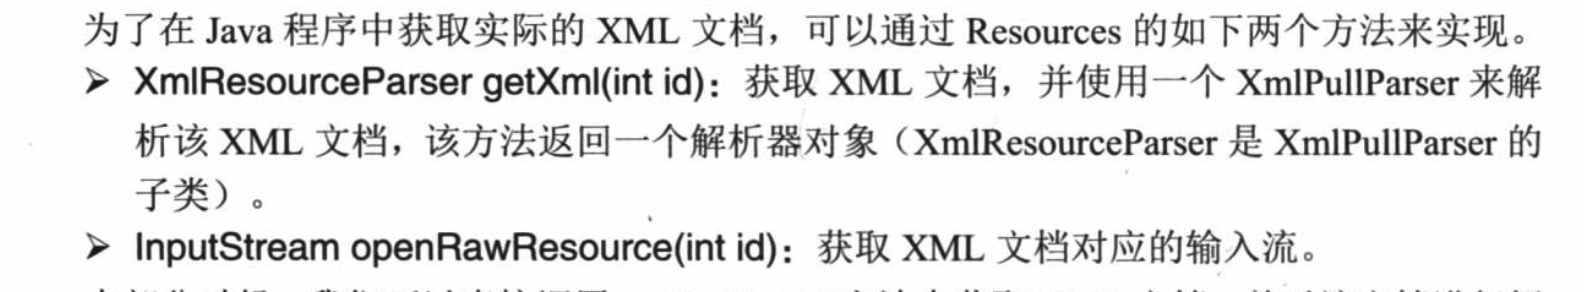 为了在 Java 程序中获取实际的 XML 文档，可以通过 Resources 的如下两个方法来实现。
➢ XmlResourceParser getXml(int id)：获取 XML 文档，并使用一个 XmlPullParser 来解
析该 XML 文档，该方法返回一个解析器对象（XmlResourceParser 是 XmlPullParser 的
子类）。
➢ InputStream openRawResource(int id)：获取 XML 文档对应的输入流。